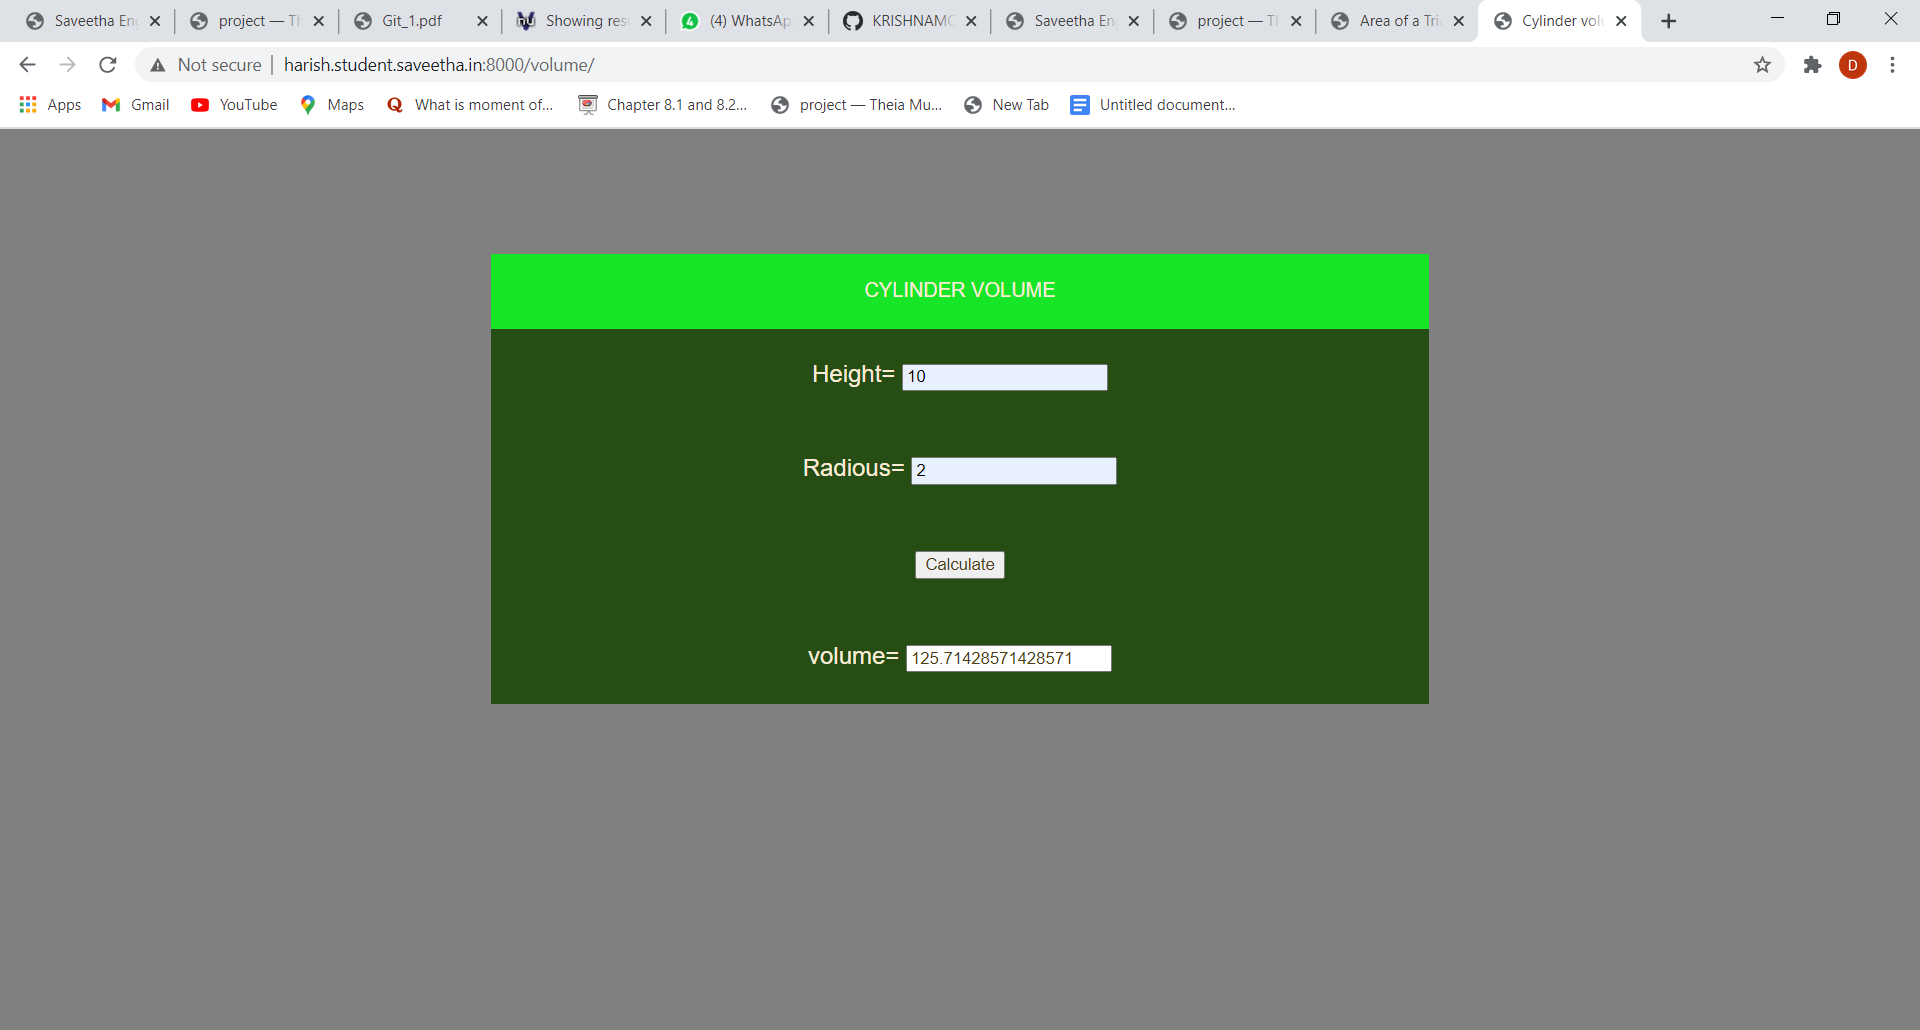 Saveetha En
project — Th
Git_1.pdf
Showing res
(4) WhatsAp
KRISHNAMO
Saveetha En
project — Th
Area of a Tri
Cylinder volu
Not secure harish.student.saveetha.in:8000/volume/
D
Apps Gmail YouTube Maps What is moment of... Chapter 8.1 and 8.2... project — Theia Mu... New Tab Untitled document...
CYLINDER VOLUME
Height= 10
Radious= 2
Calculate
volume= 125.71428571428571